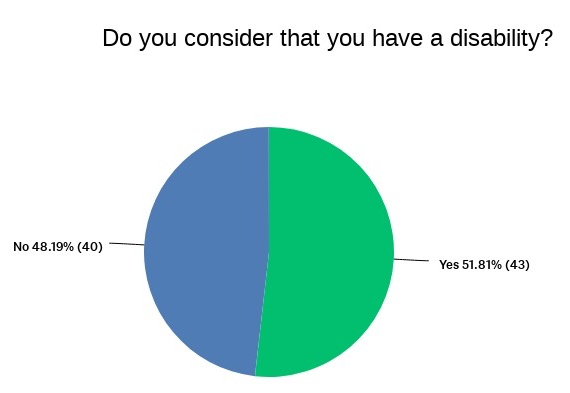 Do you consider that you have a disability?
No 48.19% (40)
Yes 51.81% (43)